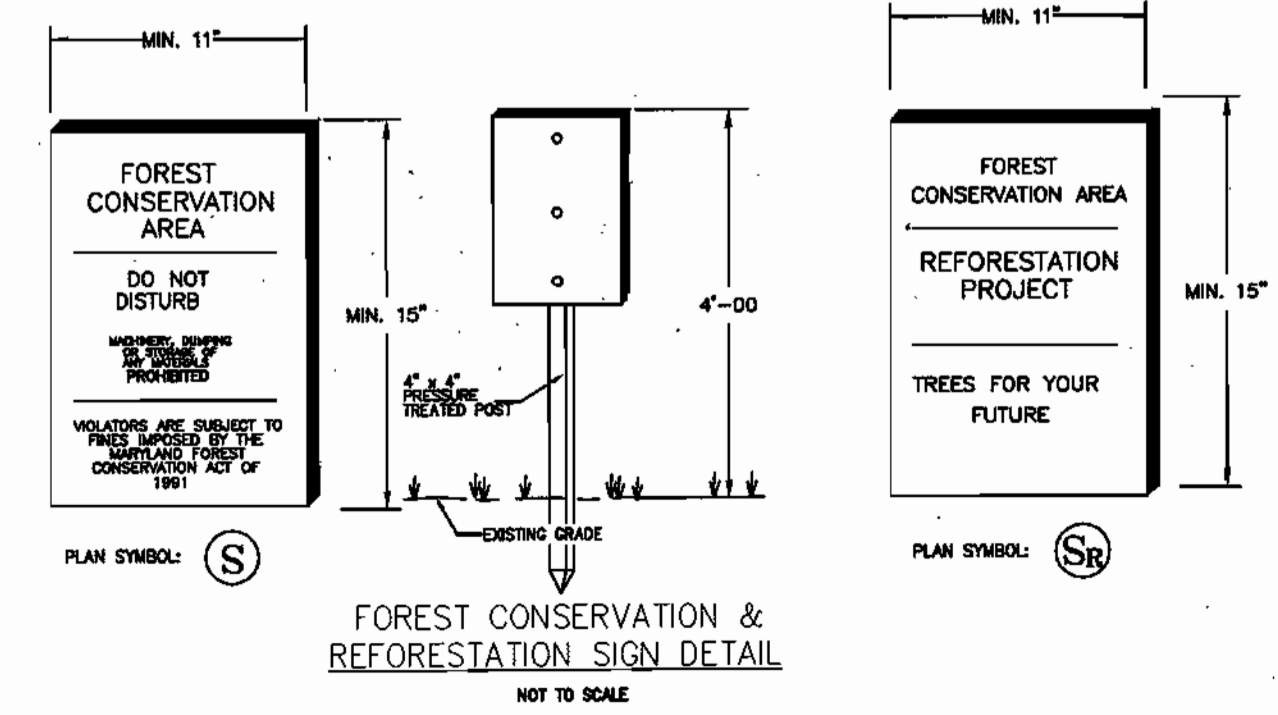 MIN. 11"
FOREST
CONSERVATION
AREA
DO NOT
DISTURB
MACHINERY, DUMPING
OR STORAGE OF
ANY MATERIALS
PROHIBITED
VIOLATORS ARE SUBJECT TO
FINES IMPOSED BY THE
MARYLAND FOREST
CONSERVATION ACT OF
1991
MIN. 15"
PLAN SYMBOL: S
4'-00
4" x 4"
PRESSURE
TREATED POST
EXISTING GRADE
MIN. 11"
FOREST
CONSERVATION AREA
REFORESTATION
PROJECT
TREES FOR YOUR
FUTURE
MIN. 15"
PLAN SYMBOL: SR
FOREST CONSERVATION &
REFORESTATION SIGN DETAIL
NOT TO SCALE